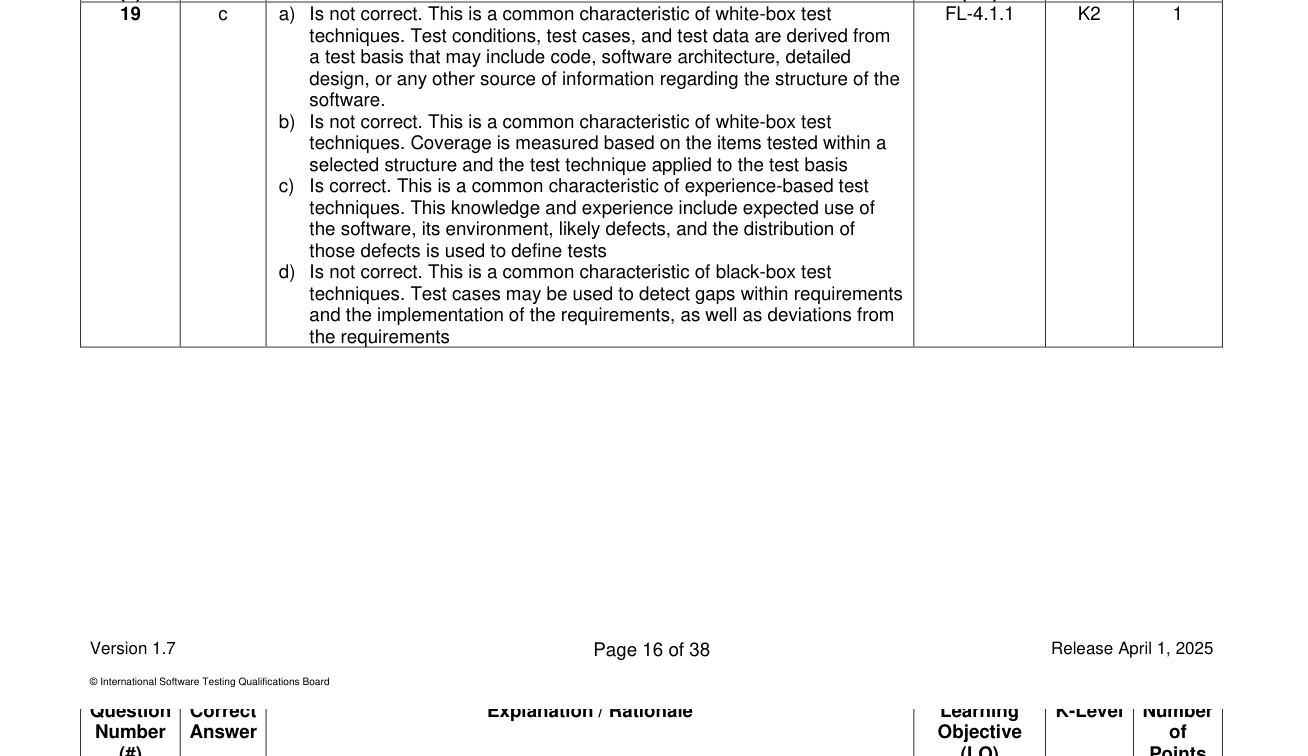 19 c a) Is not correct. This is a common characteristic of white-box test FL-4.1.1 K2 1
techniques. Test conditions, test cases, and test data are derived from
a test basis that may include code, software architecture, detailed
design, or any other source of information regarding the structure of the
software.
b) Is not correct. This is a common characteristic of white-box test
techniques. Coverage is measured based on the items tested within a
selected structure and the test technique applied to the test basis
c) Is correct. This is a common characteristic of experience-based test
techniques. This knowledge and experience include expected use of
the software, its environment, likely defects, and the distribution of
those defects is used to define tests
d) Is not correct. This is a common characteristic of black-box test
techniques. Test cases may be used to detect gaps within requirements
and the implementation of the requirements, as well as deviations from
the requirements
Version 1.7 Page 16 of 38 Release April 1, 2025
© International Software Testing Qualifications Board
Question Correct Explanation / Rationale Learning K-Level Number
Number Answer Objective of
(#) (LO) Points